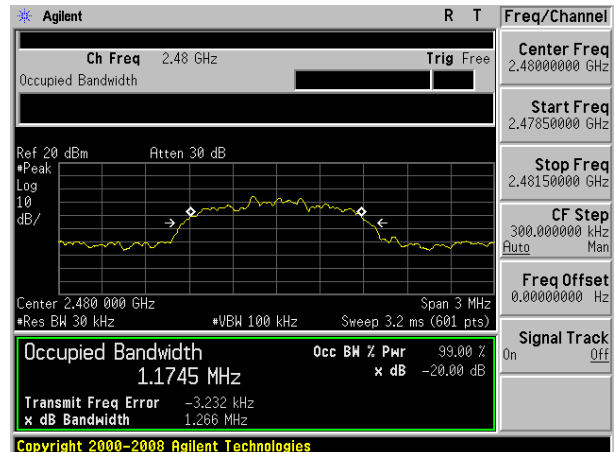 Agilent R T Freq/Channel
Ch Freq 2.48 GHz Trig Free
Occupied Bandwidth
Center Freq
2.48000000 GHz
Start Freq
2.47850000 GHz
Stop Freq
2.48150000 GHz
CF Step
300.000000 kHz
Auto Man
Freq Offset
0.00000000 Hz
Signal Track
On Off
Ref 20 dBm Atten 30 dB
#Peak
Log
10
dB/
Center 2.480 000 GHz Span 3 MHz
#Res BW 30 kHz #VBW 100 kHz Sweep 3.2 ms (601 pts)
Occupied Bandwidth Occ BW % Pwr 99.00 %
1.1745 MHz x dB -20.00 dB
Transmit Freq Error -3.232 kHz
x dB Bandwidth 1.266 MHz
Copyright 2000-2008 Agilent Technologies